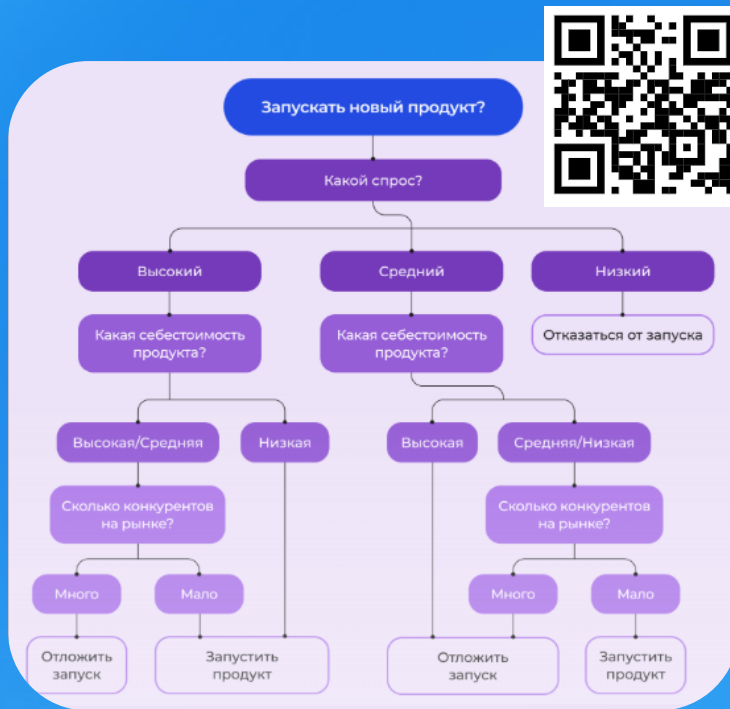 Запускать новый продукт?
Какой спрос?
Высокий
Средний
Низкий
Какая себестоимость
продукта?
Какая себестоимость
продукта?
Отказаться от запуска
Высокая/Средняя
Низкая
Высокая
Средняя/Низкая
Сколько конкурентов
на рынке?
Сколько конкурентов
на рынке?
Много
Мало
Много
Мало
Отложить
запуск
Запустить
продукт
Отложить
запуск
Запустить
продукт